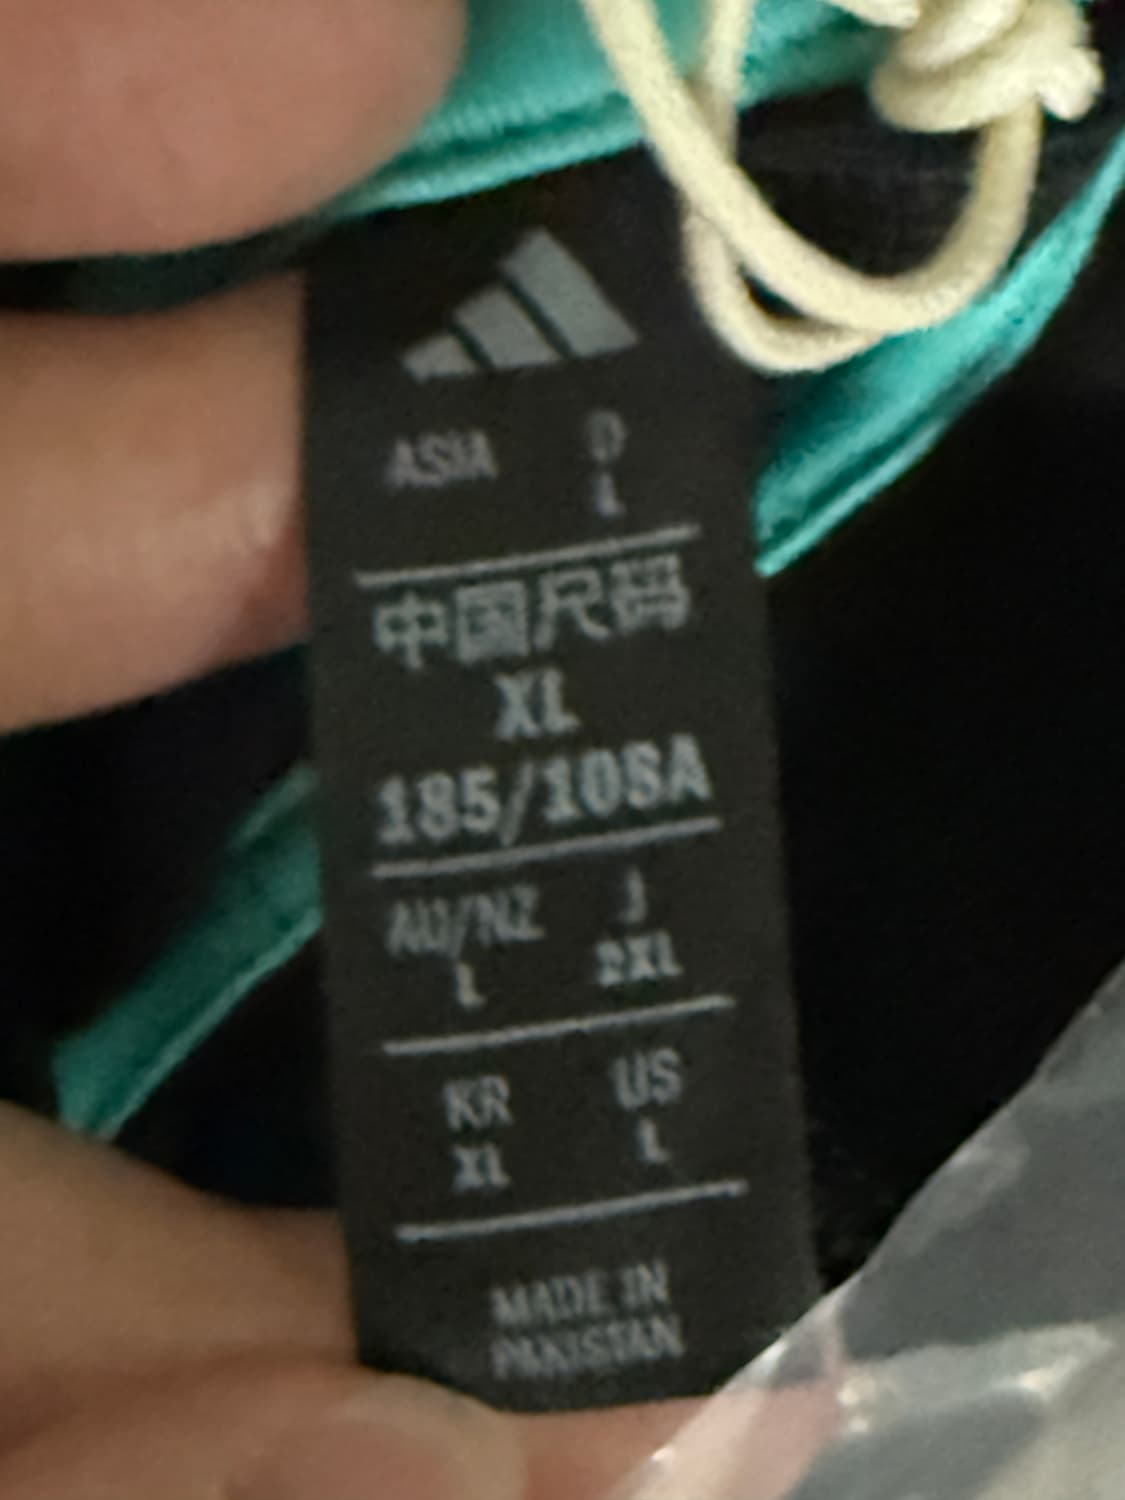 ASIA D
L
中国尺码
XL
185/108A
AU/NZ J
L 2XL
KR US
XL L
MADE IN
PAKISTAN